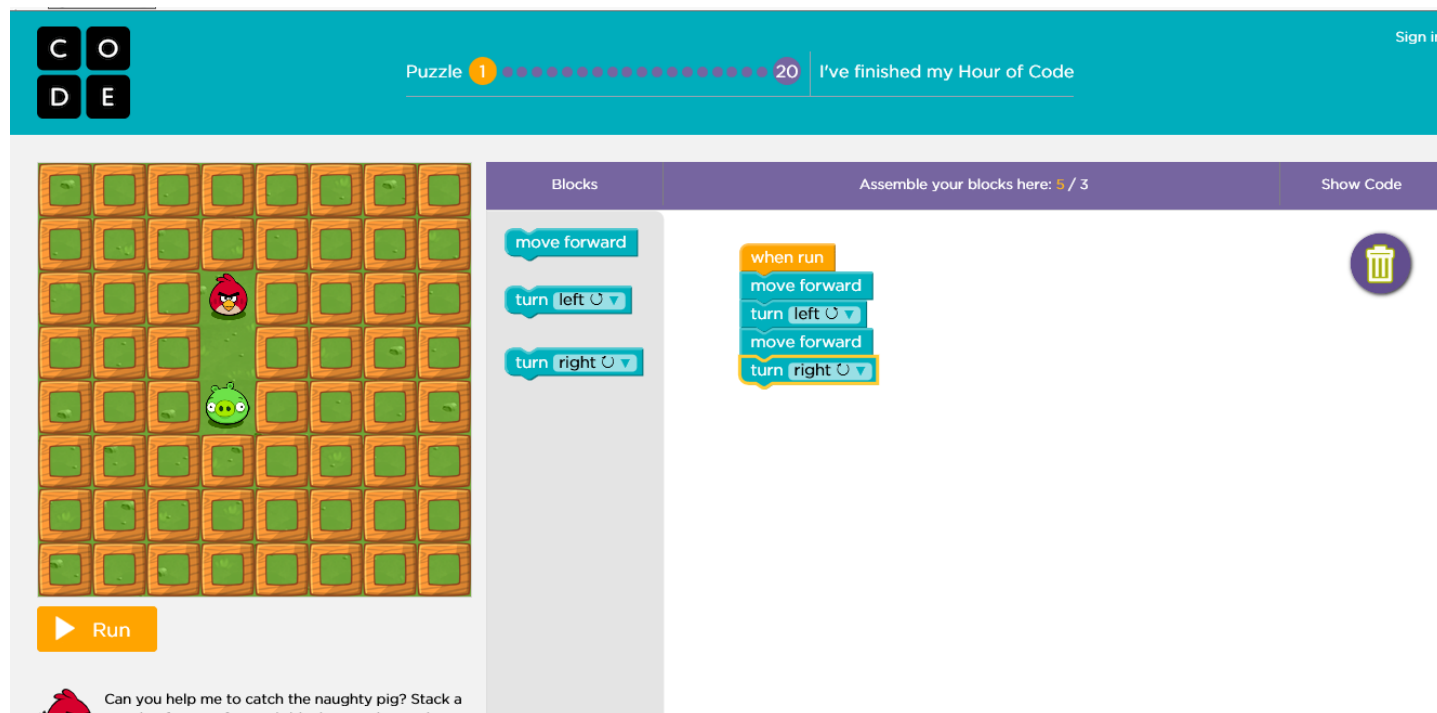 C O
D E
Puzzle 1 20 I've finished my Hour of Code
Sign i
Blocks
Assemble your blocks here: 5 / 3
Show Code
move forward
turn left
turn right
when run
move forward
turn left
move forward
turn right
Run
Can you help me to catch the naughty pig? Stack a